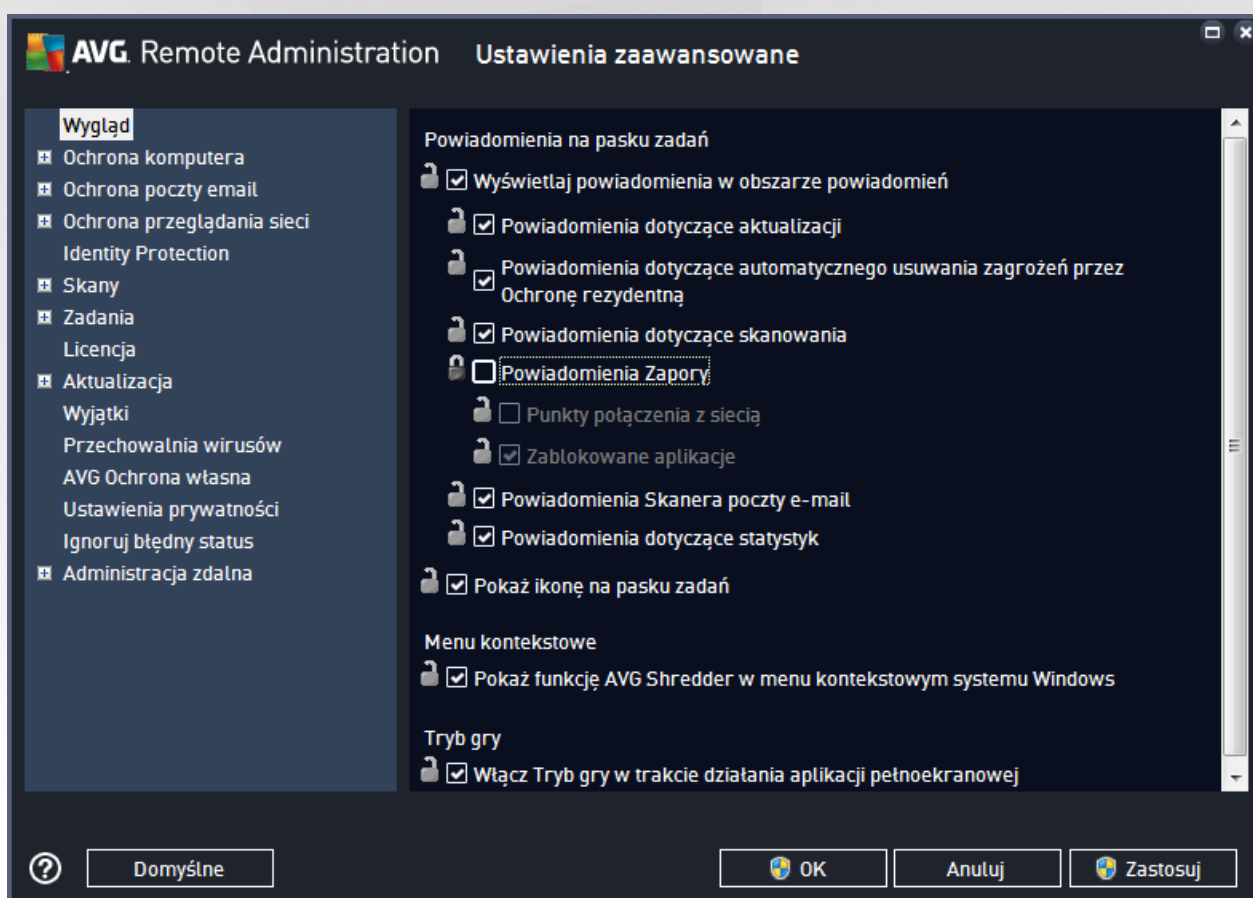 AVG. Remote Administration Ustawienia zaawansowane
Wygląd
Ochrona komputera
Ochrona poczty email
Ochrona przeglądania sieci
Identity Protection
Skany
Zadania
Licencja
Aktualizacja
Wyjątki
Przechowalnia wirusów
AVG Ochrona własna
Ustawienia prywatności
Ignoruj błędny status
Administracja zdalna
Powiadomienia na pasku zadań
Wyświetlaj powiadomienia w obszarze powiadomień
Powiadomienia dotyczące aktualizacji
Powiadomienia dotyczące automatycznego usuwania zagrożeń przez
Ochronę rezydentną
Powiadomienia dotyczące skanowania
Powiadomienia Zapory
Punkty połączenia z siecią
Zablokowane aplikacje
Powiadomienia Skanera poczty e-mail
Powiadomienia dotyczące statystyk
Pokaż ikonę na pasku zadań
Menu kontekstowe
Pokaż funkcję AVG Shredder w menu kontekstowym systemu Windows
Tryb gry
Włącz Tryb gry w trakcie działania aplikacji pełnoekranowej
? Domyślne OK Anuluj Zastosuj